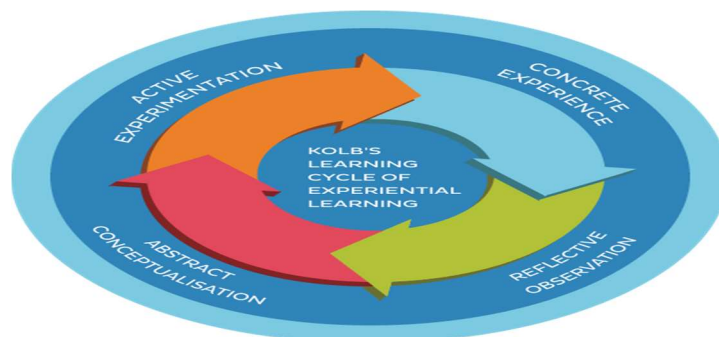 ACTIVE
EXPERIMENTATION
CONCRETE
EXPERIENCE
KOLB'S
LEARNING
CYCLE OF
EXPERIENTIAL
LEARNING
ABSTRACT
CONCEPTUALISATION
REFLECTIVE
OBSERVATION